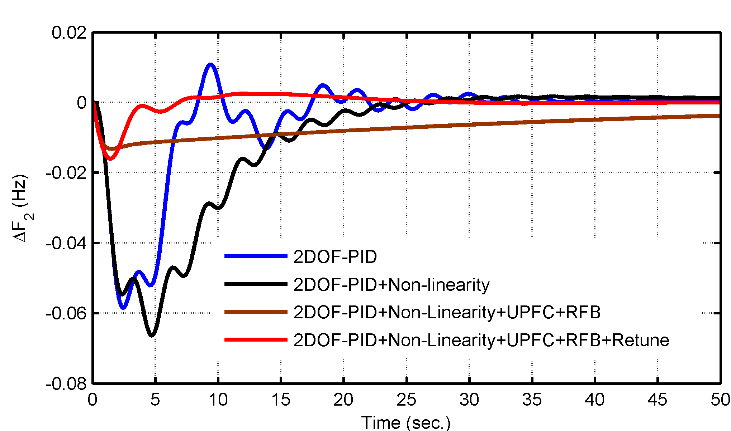 0.02
0
-0.02
-0.04
-0.06
-0.08
ΔF2 (Hz)
2DOF-PID
2DOF-PID+Non-linearity
2DOF-PID+Non-Linearity+UPFC+RFB
2DOF-PID+Non-Linearity+UPFC+RFB+Retune
0 5 10 15 20 25 30 35 40 45 50
Time (sec.)